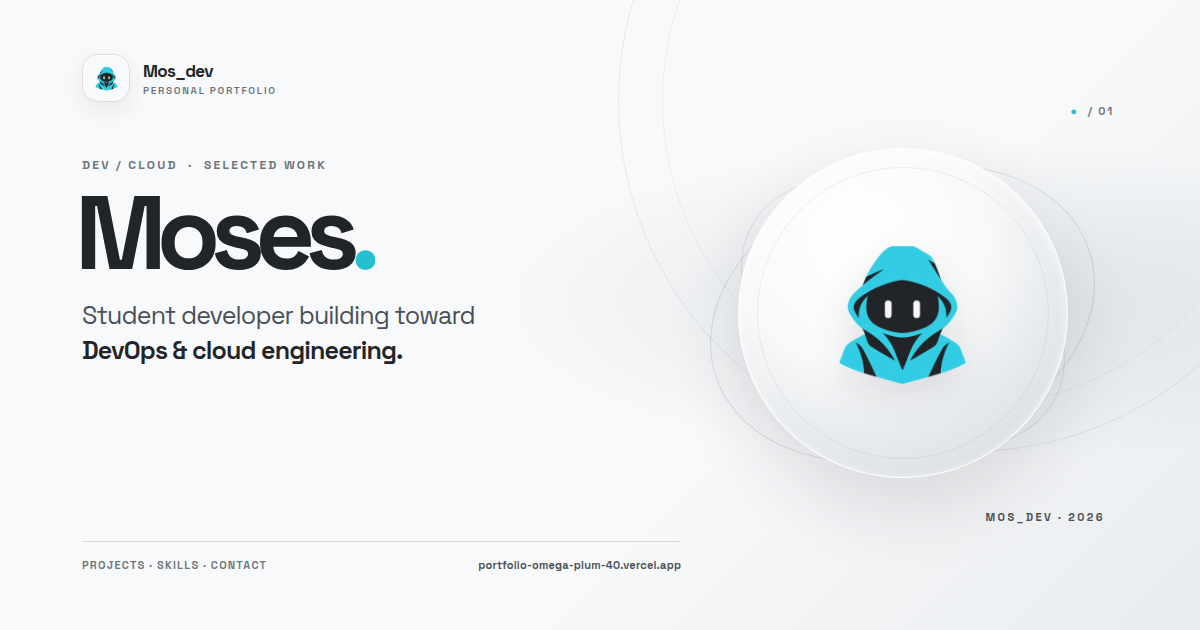 Mos_dev
PERSONAL PORTFOLIO
/ 01
DEV / CLOUD · SELECTED WORK
Moses.
Student developer building toward
DevOps & cloud engineering.
MOS_DEV · 2026
PROJECTS · SKILLS · CONTACT
portfolio-omega-plum-40.vercel.app